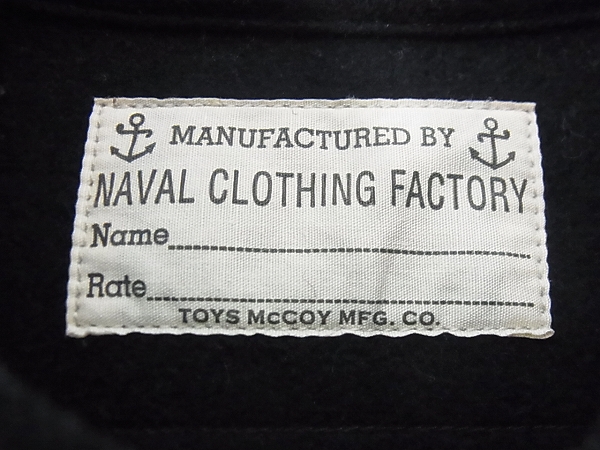 MANUFACTURED BY
NAVAL CLOTHING FACTORY
Name
Rate
TOYS McCOY MFG. CO.